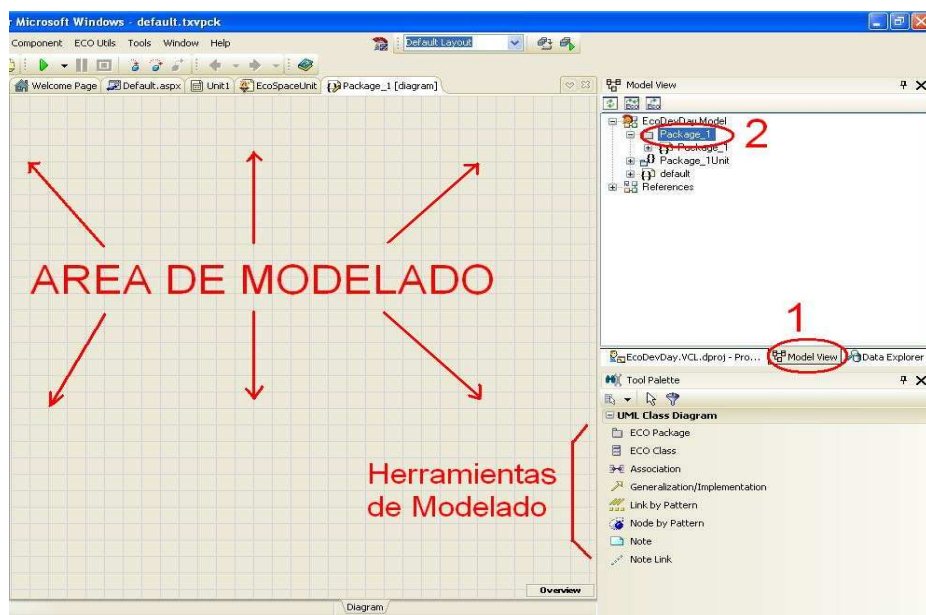 r Microsoft Windows - default.txvpck
Component ECO Utils Tools Window Help
Default Layout
Welcome Page Default.aspx Unit1 EcoSpaceUnit Package_1 [diagram]
Model View
EcoDevDay.Model
Package_1
Package_1
Package_1Unit
default
References
2
AREA DE MODELADO
1
EcoDevDay.VCL.dproj - Pro... Model View Data Explorer
Tool Palette
UML Class Diagram
ECO Package
ECO Class
Association
Generalization/Implementation
Link by Pattern
Node by Pattern
Note
Note Link
Herramientas
de Modelado
Overview
Diagram